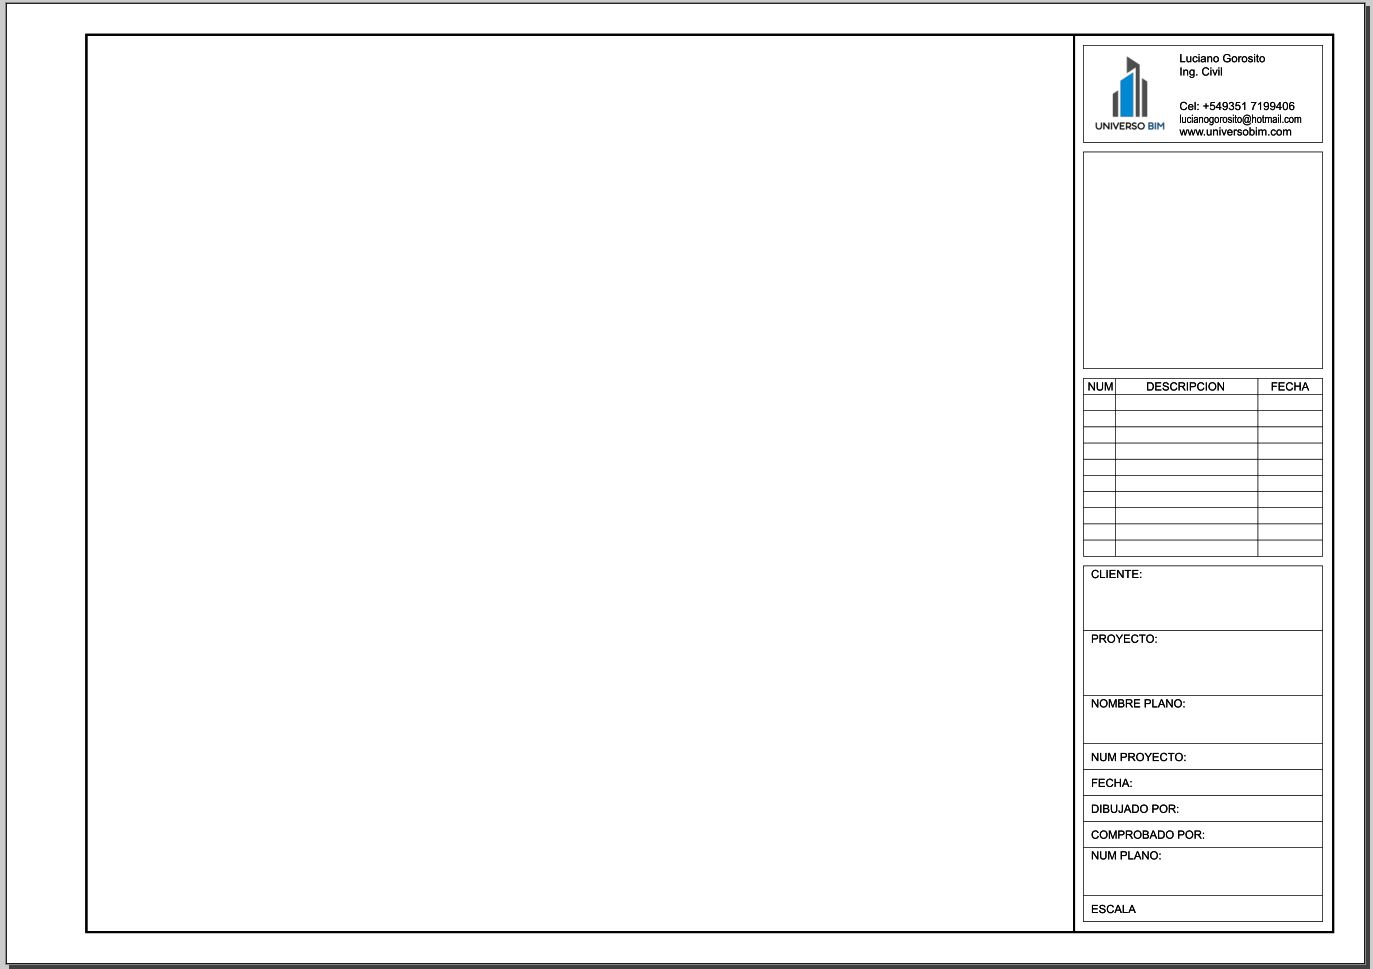 Luciano Gorosito
Ing. Civil
Cel: +549351 7199406
lucianogorosito@hotmail.com
www.universobim.com
UNIVERSO BIM
NUM DESCRIPCION FECHA
CLIENTE:
PROYECTO:
NOMBRE PLANO:
NUM PROYECTO:
FECHA:
DIBUJADO POR:
COMPROBADO POR:
NUM PLANO:
ESCALA